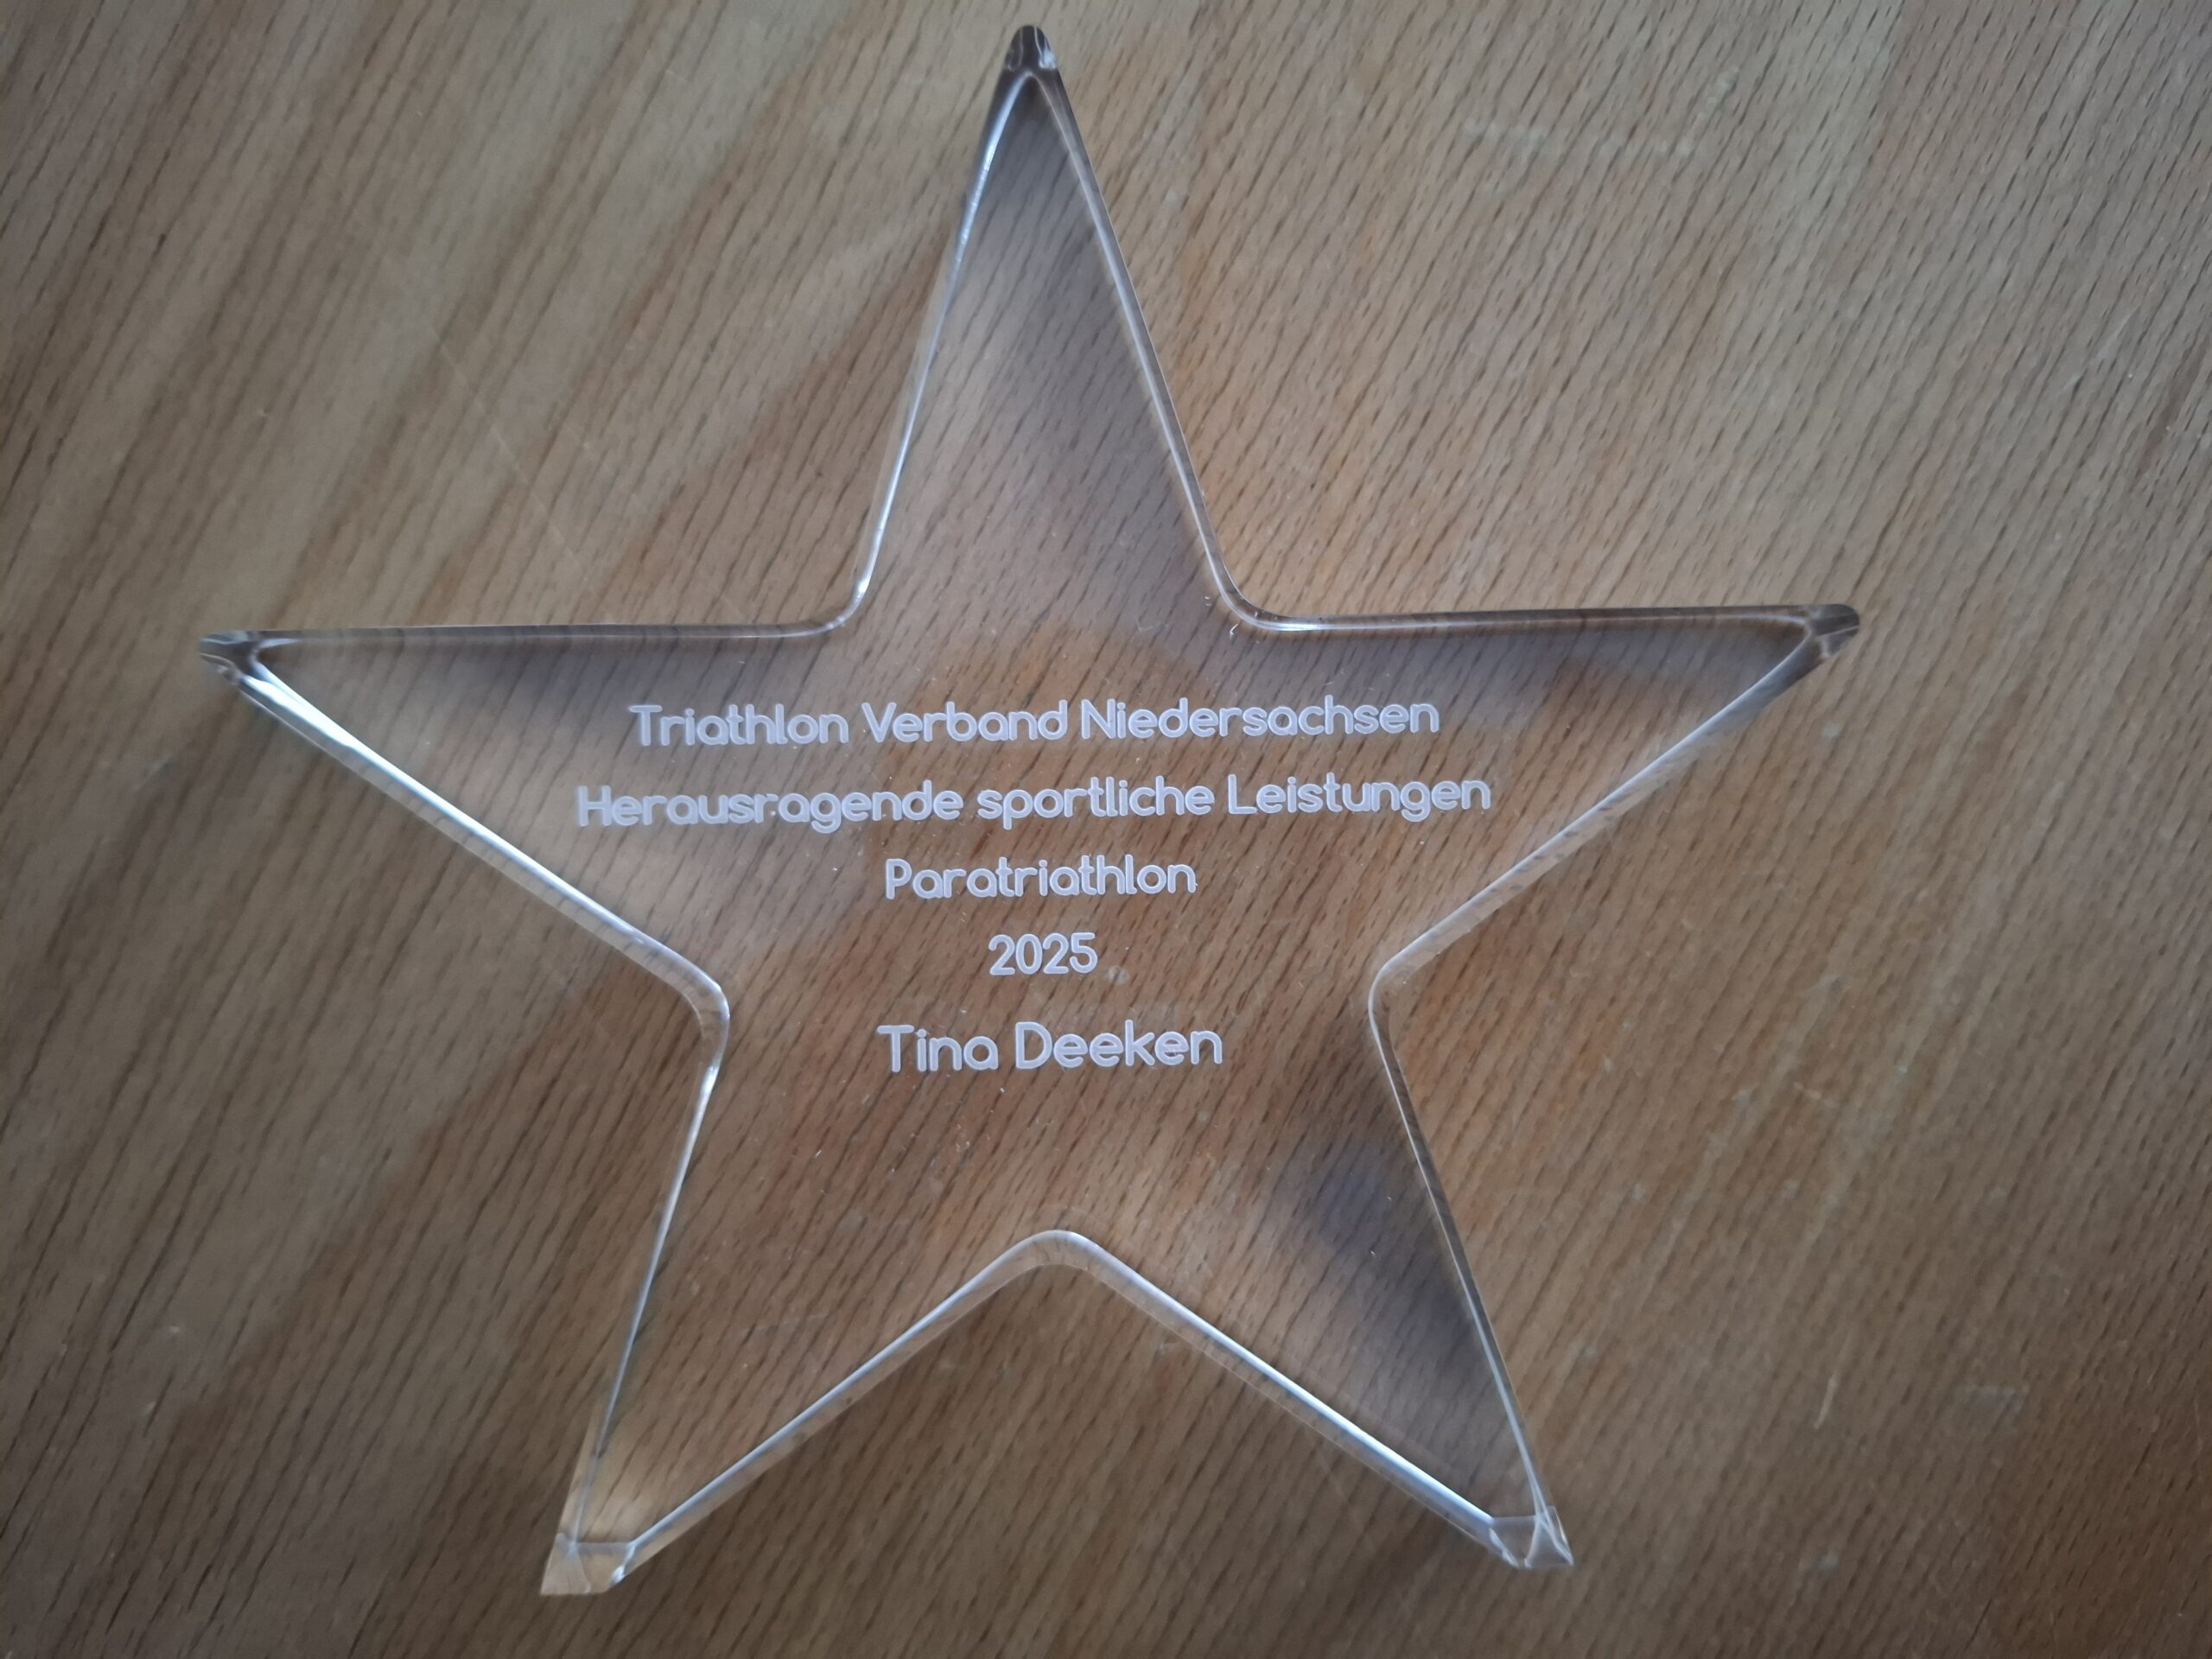 Triathlon Verband Niedersachsen
Herausragende sportliche Leistungen
Paratriathlon
2025
Tina Deeken